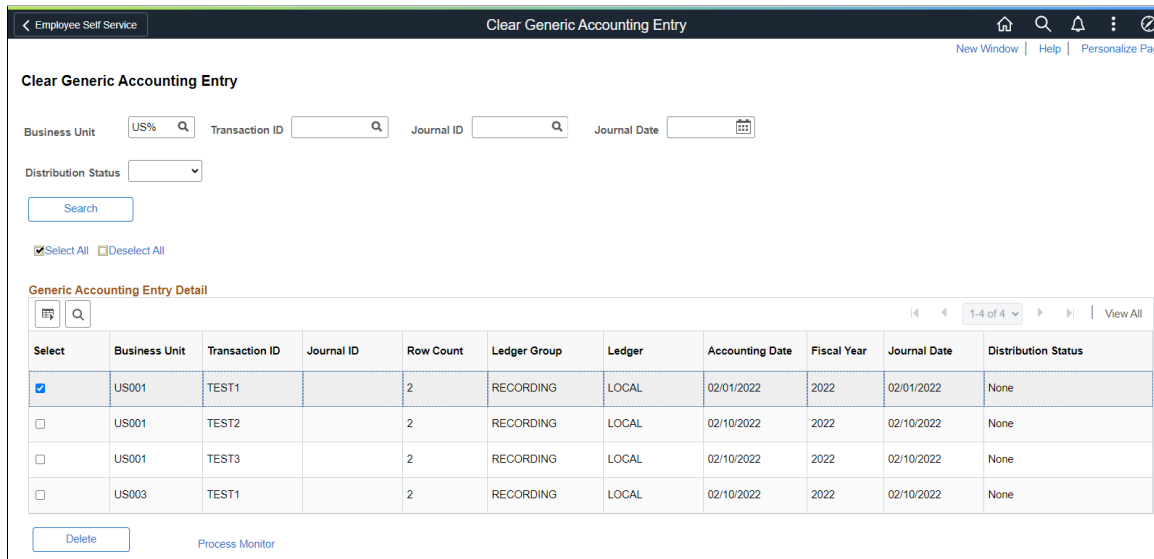 Employee Self Service Clear Generic Accounting Entry
New Window | Help | Personalize Pa
Clear Generic Accounting Entry
Business Unit US% Transaction ID Journal ID Journal Date
Distribution Status
Search
Select All Deselect All
Generic Accounting Entry Detail
1-4 of 4 | View All
Select Business Unit Transaction ID Journal ID Row Count Ledger Group Ledger Accounting Date Fiscal Year Journal Date Distribution Status
US001 TEST1 2 RECORDING LOCAL 02/01/2022 2022 02/01/2022 None
US001 TEST2 2 RECORDING LOCAL 02/10/2022 2022 02/10/2022 None
US001 TEST3 2 RECORDING LOCAL 02/10/2022 2022 02/10/2022 None
US003 TEST1 2 RECORDING LOCAL 02/10/2022 2022 02/10/2022 None
Delete Process Monitor